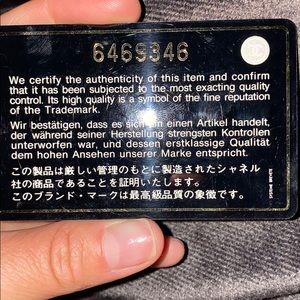 6469346
We certify the authenticity of this item and confirm
that it has been subjected to the most exacting quality
control. Its high quality is a symbol of the fine reputation
of the Trademark.
Wir bestätigen, dass es sich an einen Artikel handelt,
der während seiner Herstellung strengsten Kontrollen
unterworfen war, und dessen erstklassige Qualität
dem hohen Ansehen unserer Marke entspricht.
この製品は厳しい管理のもとに製造されたシャネル
社の商品であることを証明いたします。
このブランド・マークは最高級品質の象徴です。